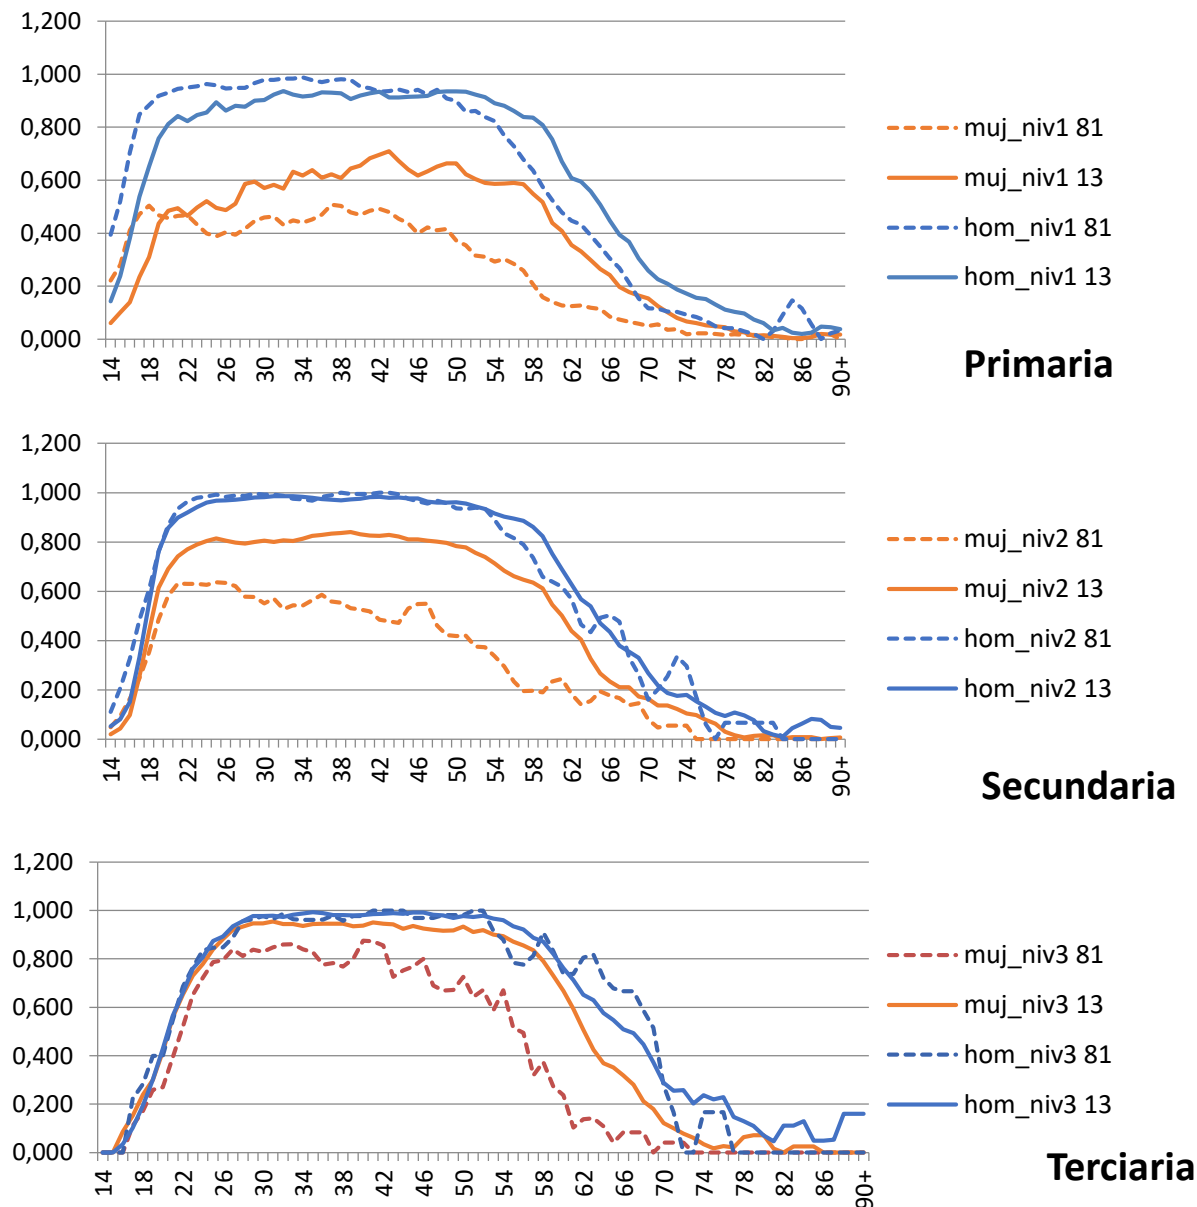 1,200
1,000
0,800
0,600
0,400
0,200
0,000
14 18 22 26 30 34 38 42 46 50 54 58 62 66 70 74 78 82 86 90+
muj_niv1 81
muj_niv1 13
hom_niv1 81
hom_niv1 13
Primaria
1,200
1,000
0,800
0,600
0,400
0,200
0,000
14 18 22 26 30 34 38 42 46 50 54 58 62 66 70 74 78 82 86 90+
muj_niv2 81
muj_niv2 13
hom_niv2 81
hom_niv2 13
Secundaria
1,200
1,000
0,800
0,600
0,400
0,200
0,000
14 18 22 26 30 34 38 42 46 50 54 58 62 66 70 74 78 82 86 90+
muj_niv3 81
muj_niv3 13
hom_niv3 81
hom_niv3 13
Terciaria